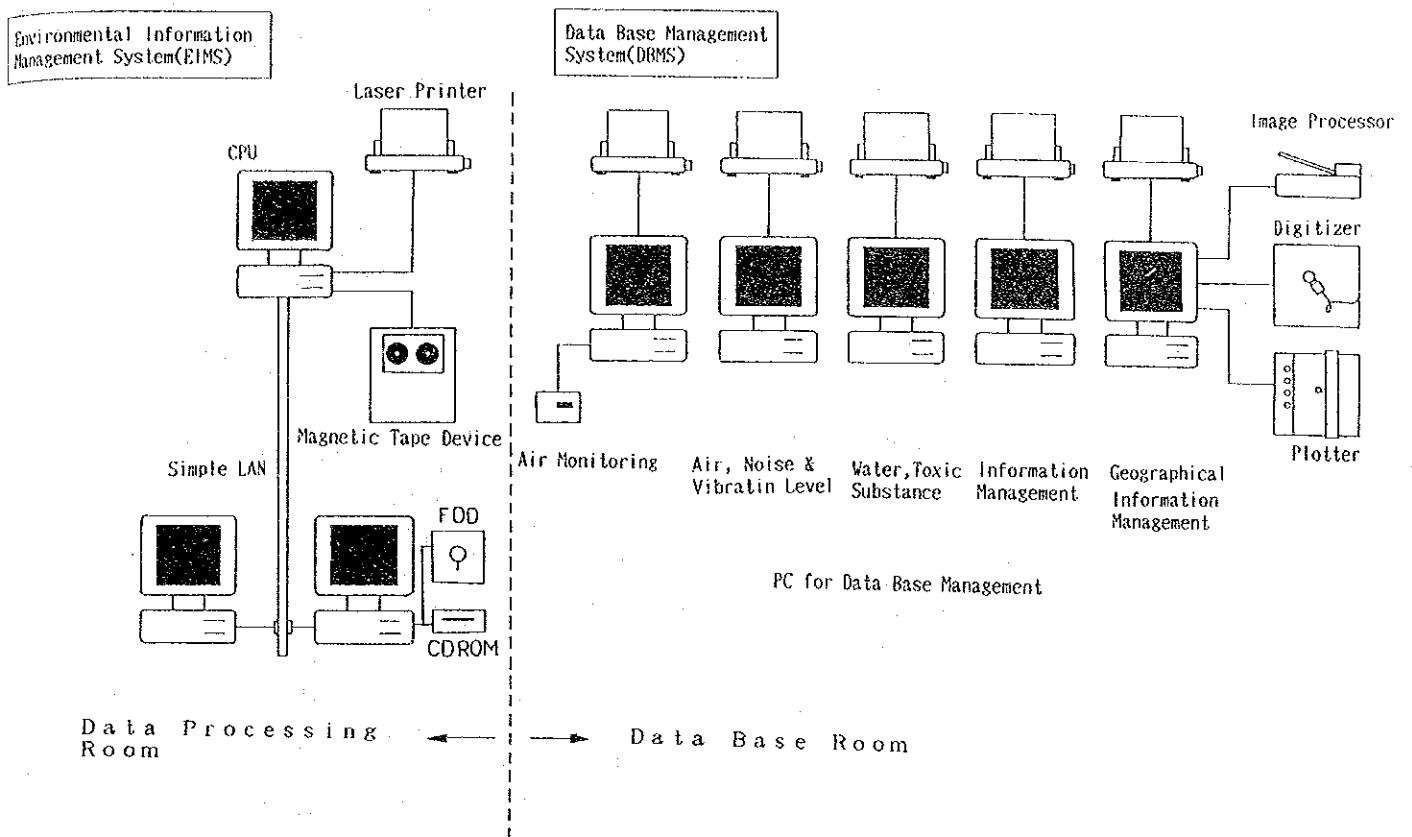 Environmental Information
Management System(EIMS)
Data Base Management
System(DBMS)
Laser Printer
CPU
Image Processor
Digitizer
Plotter
Magnetic Tape Device
Simple LAN
Air Monitoring
Air, Noise &
Vibratin Level
Water,Toxic
Substance
Information
Management
Geographical
Information
Management
FDD
CDROM
PC for Data Base Management
Data Processing
Room
Data Base Room